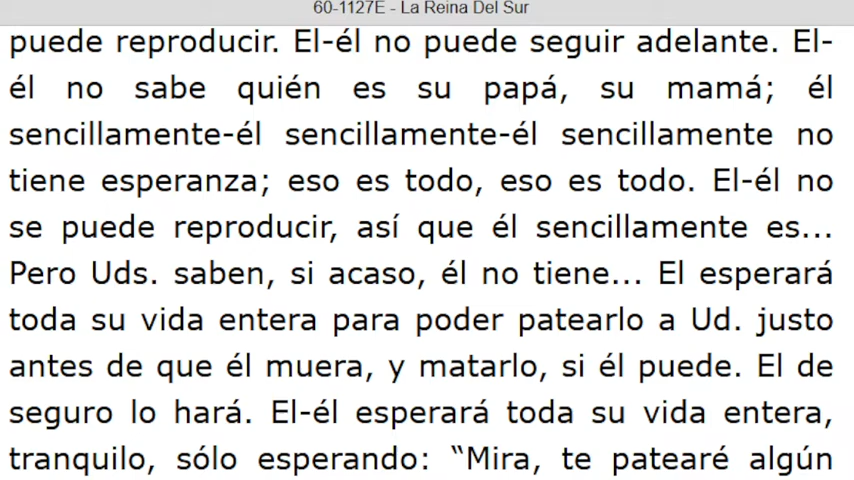 60-1127E - La Reina Del Sur
puede reproducir. El-él no puede seguir adelante. El-
él no sabe quién es su papá, su mamá; él
sencillamente-él sencillamente-él sencillamente no
tiene esperanza; eso es todo, eso es todo. El-él no
se puede reproducir, así que él sencillamente es...
Pero Uds. saben, si acaso, él no tiene... El esperará
toda su vida entera para poder patearlo a Ud. justo
antes de que él muera, y matarlo, si él puede. El de
seguro lo hará. El-él esperará toda su vida entera,
tranquilo, sólo esperando: “Mira, te patearé algún